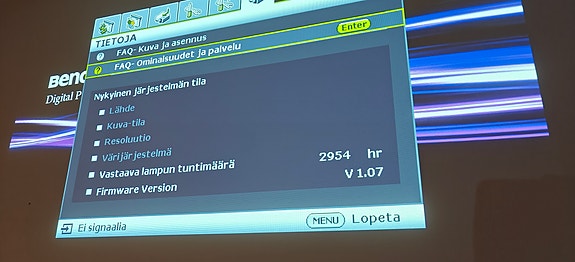 TIETOJA
FAQ- Kuva ja asennus
FAQ- Ominaisuudet ja palvelu Enter
BenQ
Digital P
Nykyinen järjestelmän tila
Lähde
Kuva-tila
Resoluutio
Värijärjestelmä
Vastaava lampun tuntimäärä 2954 hr
Firmware Version V 1.07
Ei signaalia MENU Lopeta